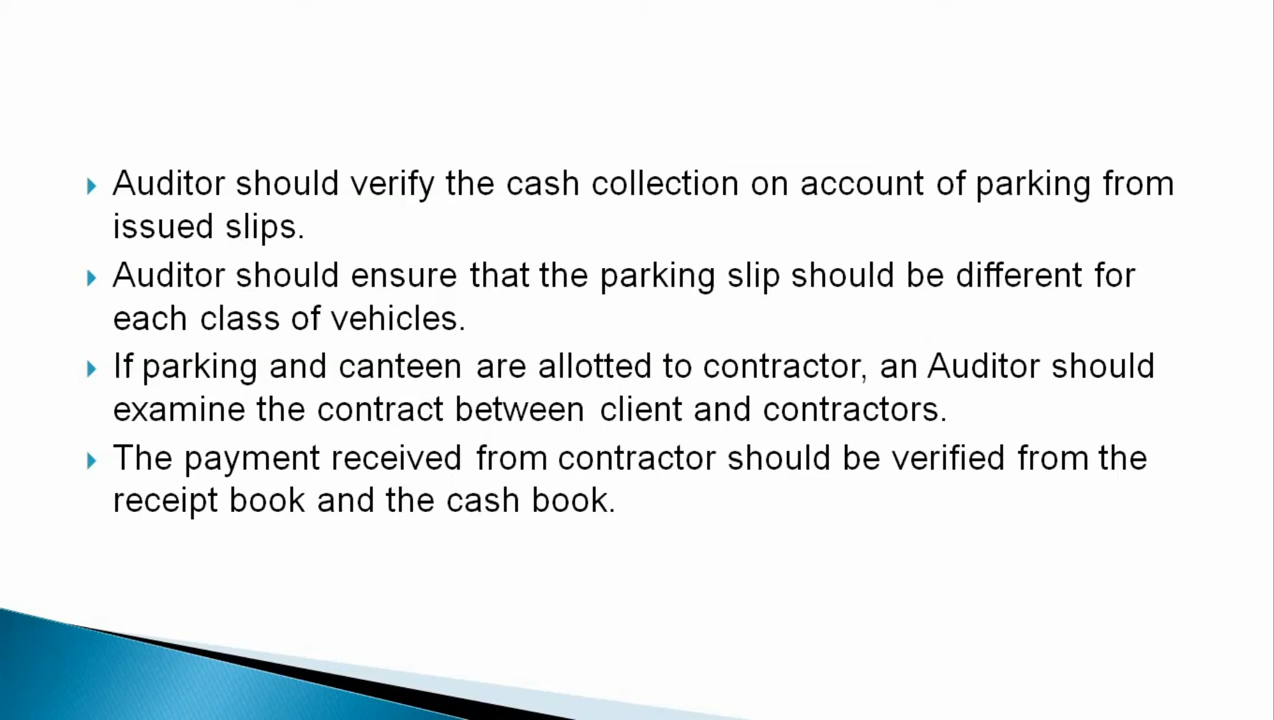 Auditor should verify the cash collection on account of parking from
issued slips.
Auditor should ensure that the parking slip should be different for
each class of vehicles.
If parking and canteen are allotted to contractor, an Auditor should
examine the contract between client and contractors.
The payment received from contractor should be verified from the
receipt book and the cash book.